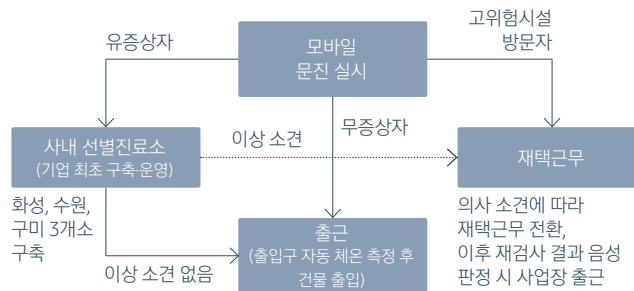 고위험시설
방문자
유증상자
모바일
문진 실시
무증상자
사내 선별진료소
(기업 최초 구축·운영)
이상 소견
재택근무
화성, 수원,
구미 3개소
구축
이상 소견 없음
출근
(출입구 자동 체온 측정 후
건물 출입)
의사 소견에 따라
재택근무 전환,
이후 재검사 결과 음성
판정 시 사업장 출근